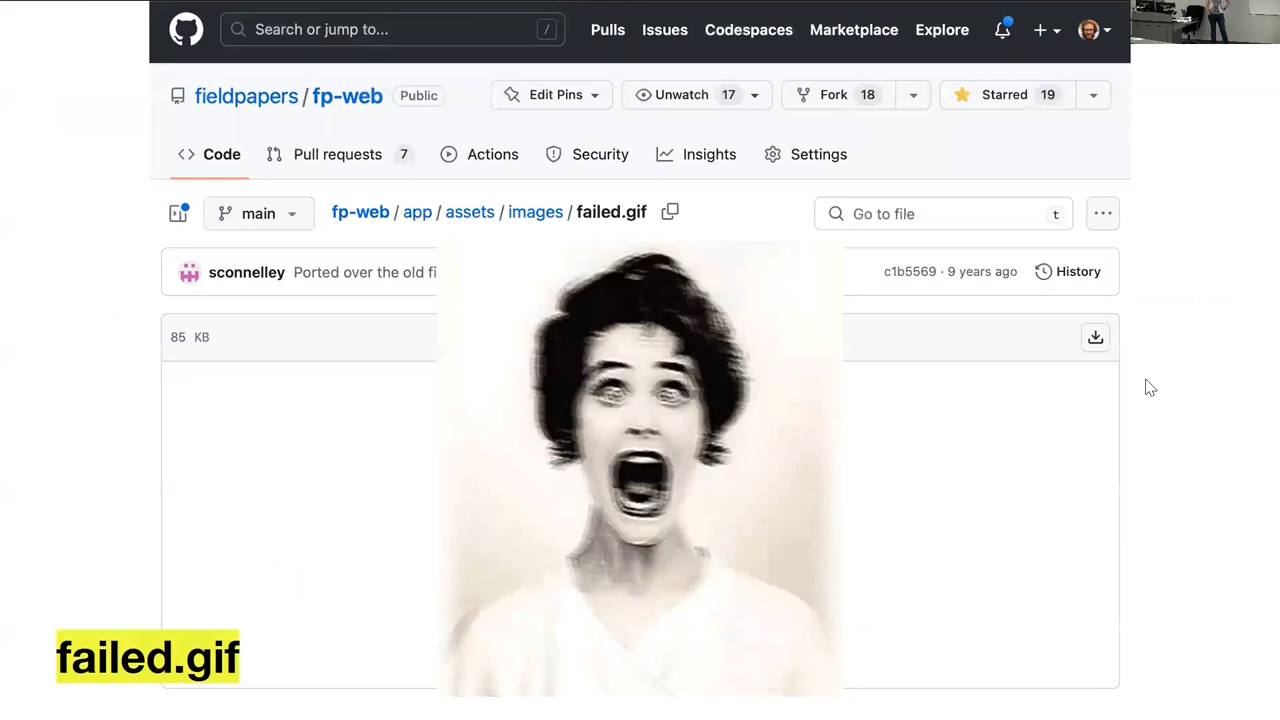 Search or jump to... / Pulls Issues Codespaces Marketplace Explore
fieldpapers / fp-web Public Edit Pins Unwatch 17 Fork 18 Starred 19
Code Pull requests 7 Actions Security Insights Settings
main fp-web / app / assets / images / failed.gif Go to file t
sconnelley Ported over the old fi c1b5569 · 9 years ago History
85 KB
failed.gif